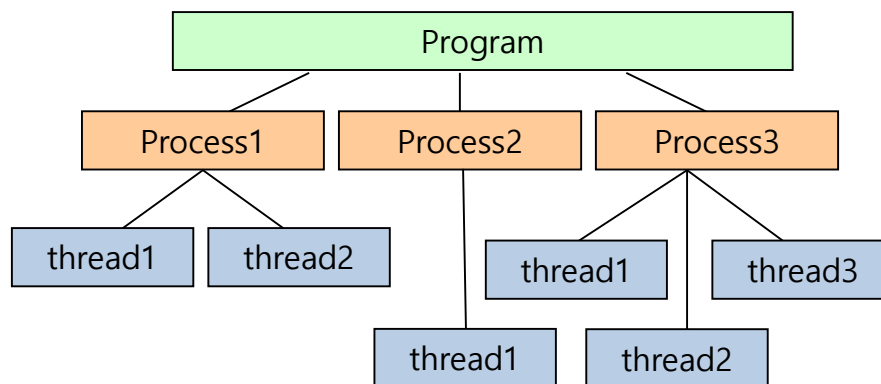 Program
Process1
Process2
Process3
thread1
thread2
thread1
thread3
thread1
thread2